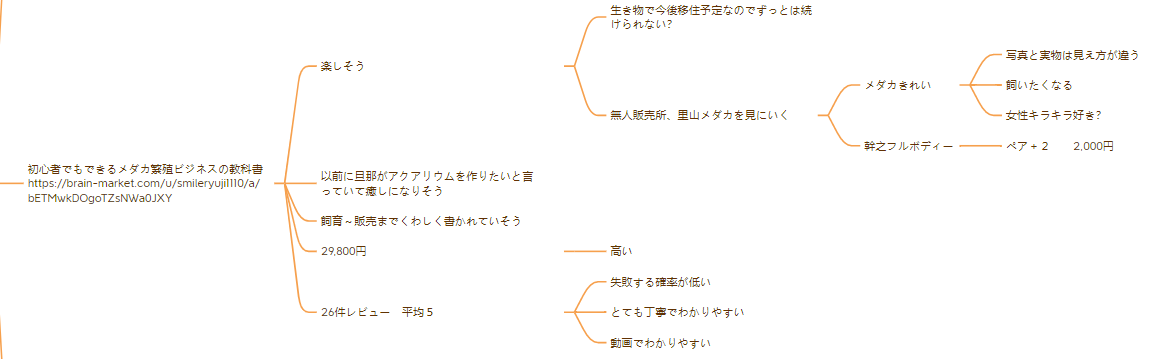 初心者でもできるメダカ繁殖ビジネスの教科書
https://brain-market.com/u/smileryuji1110/a/
bETMwkDOgoTZsNWa0JXY
楽しそう
生き物で今後移住予定なのでずっとは続
けられない?
無人販売所、里山メダカを見にいく
メダカきれい
写真と実物は見え方が違う
飼いたくなる
女性キラキラ好き?
幹之フルボディー
ペア+2　2,000円
以前に旦那がアクアリウムを作りたいと言
っていて癒しになりそう
飼育~販売までくわしく書かれていそう
29,800円
高い
26件レビュー　平均5
失敗する確率が低い
とても丁寧でわかりやすい
動画でわかりやすい